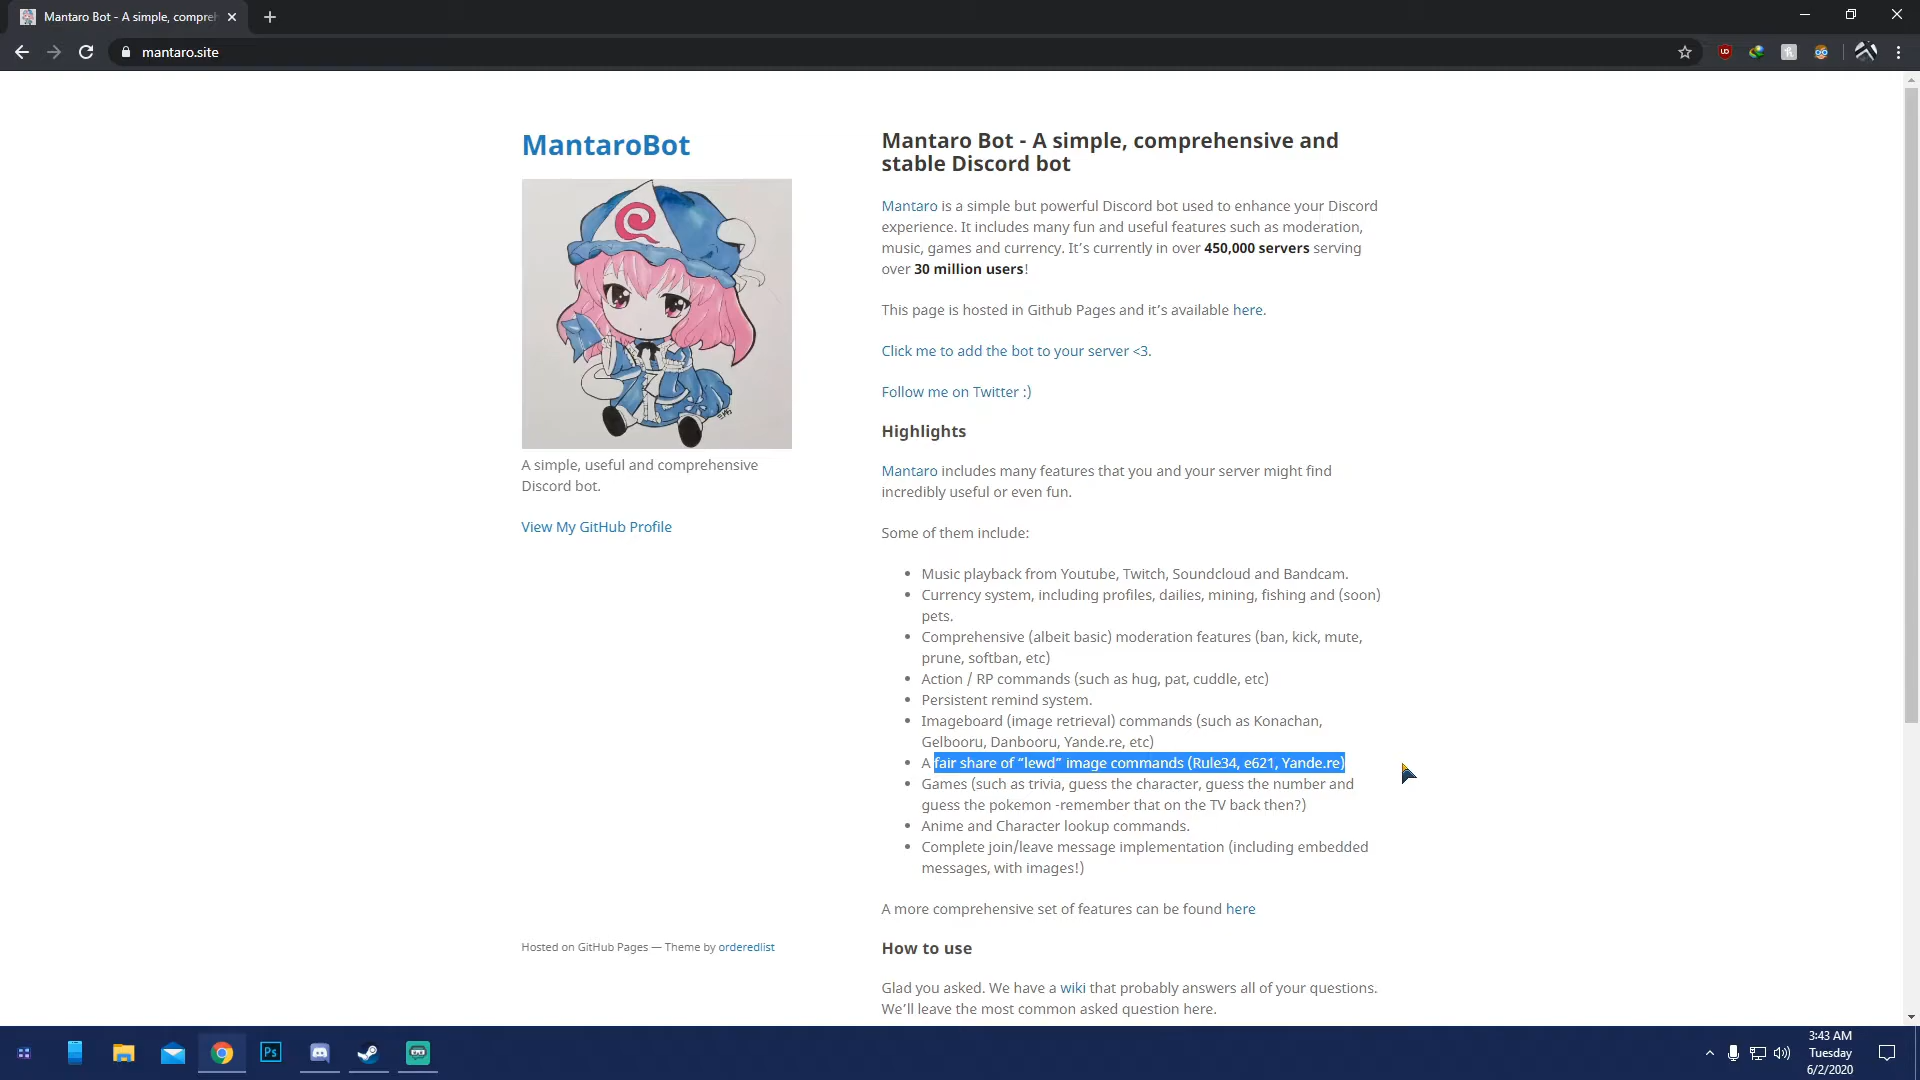 Mantaro Bot - A simple, compreh
mantaro.site
MantaroBot
A simple, useful and comprehensive
Discord bot.
View My GitHub Profile
Hosted on GitHub Pages — Theme by orderedlist
Mantaro Bot - A simple, comprehensive and
stable Discord bot
Mantaro is a simple but powerful Discord bot used to enhance your Discord
experience. It includes many fun and useful features such as moderation,
music, games and currency. It’s currently in over 450,000 servers serving
over 30 million users!
This page is hosted in Github Pages and it’s available here.
Click me to add the bot to your server <3.
Follow me on Twitter :)
Highlights
Mantaro includes many features that you and your server might find
incredibly useful or even fun.
Some of them include:
• Music playback from Youtube, Twitch, Soundcloud and Bandcam.
• Currency system, including profiles, dailies, mining, fishing and (soon)
pets.
• Comprehensive (albeit basic) moderation features (ban, kick, mute,
prune, softban, etc)
• Action / RP commands (such as hug, pat, cuddle, etc)
• Persistent remind system.
• Imageboard (image retrieval) commands (such as Konachan,
Gelbooru, Danbooru, Yande.re, etc)
• A fair share of “lewd” image commands (Rule34, e621, Yande.re)
• Games (such as trivia, guess the character, guess the number and
guess the pokemon -remember that on the TV back then?)
• Anime and Character lookup commands.
• Complete join/leave message implementation (including embedded
messages, with images!)
A more comprehensive set of features can be found here
How to use
Glad you asked. We have a wiki that probably answers all of your questions.
We’ll leave the most common asked question here.
Ps
3:43 AM
Tuesday
6/2/2020